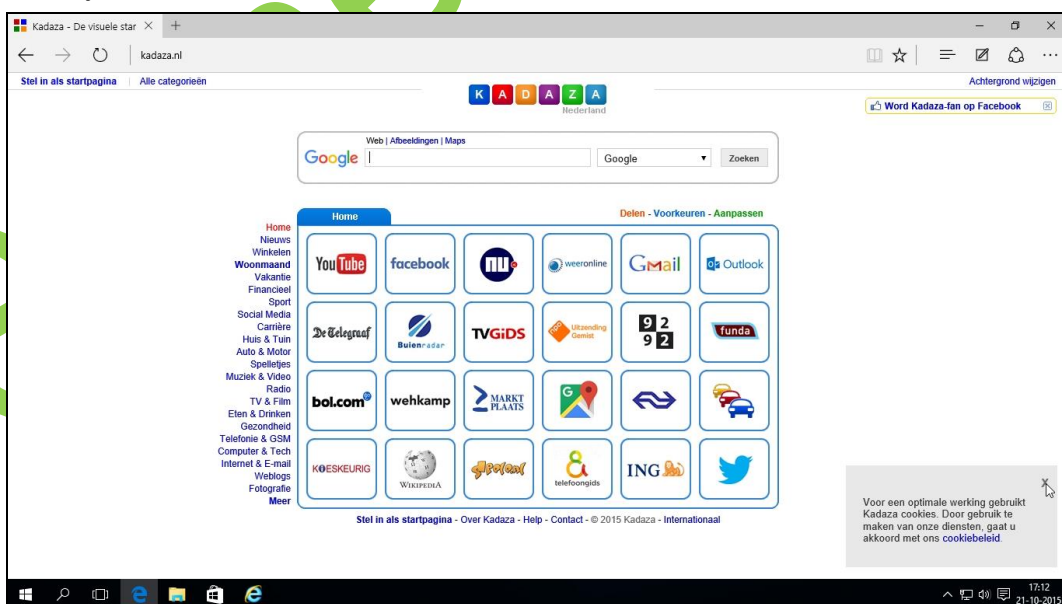 Kadaza - De visuele star
kadaza.nl
Stel in als startpagina | Alle categorieën
Achtergrond wijzigen
KADAZA
Nederland
Word Kadaza-fan op Facebook
Web | Afbeeldingen | Maps
Google
Google
Zoeken
Home
Delen - Voorkeuren - Aanpassen
Home
Nieuws
Winkelen
Woonmaand
Vakantie
Financieel
Sport
Social Media
Carrière
Huis & Tuin
Auto & Motor
Spelletjes
Muziek & Video
Radio
TV & Film
Eten & Drinken
Gezondheid
Telefonie & GSM
Computer & Tech
Internet & E-mail
Weblogs
Fotografie
Meer
YouTube
facebook
nu
weeronline
Gmail
Outlook
De Telegraaf
Buienradar
TVGiDS
Uitzending
Gemist
9 2
9 2
funda
bol.com
wehkamp
MARKT
PLAATS
G
KIESKEURIG
WIKIPEDIA
telefoongids
ING
Stel in als startpagina - Over Kadaza - Help - Contact - © 2015 Kadaza - Internationaal
x
Voor een optimale werking gebruikt
Kadaza cookies. Door gebruik te
maken van onze diensten, gaat u
akkoord met ons cookiebeleid.
17:12
21-10-2015